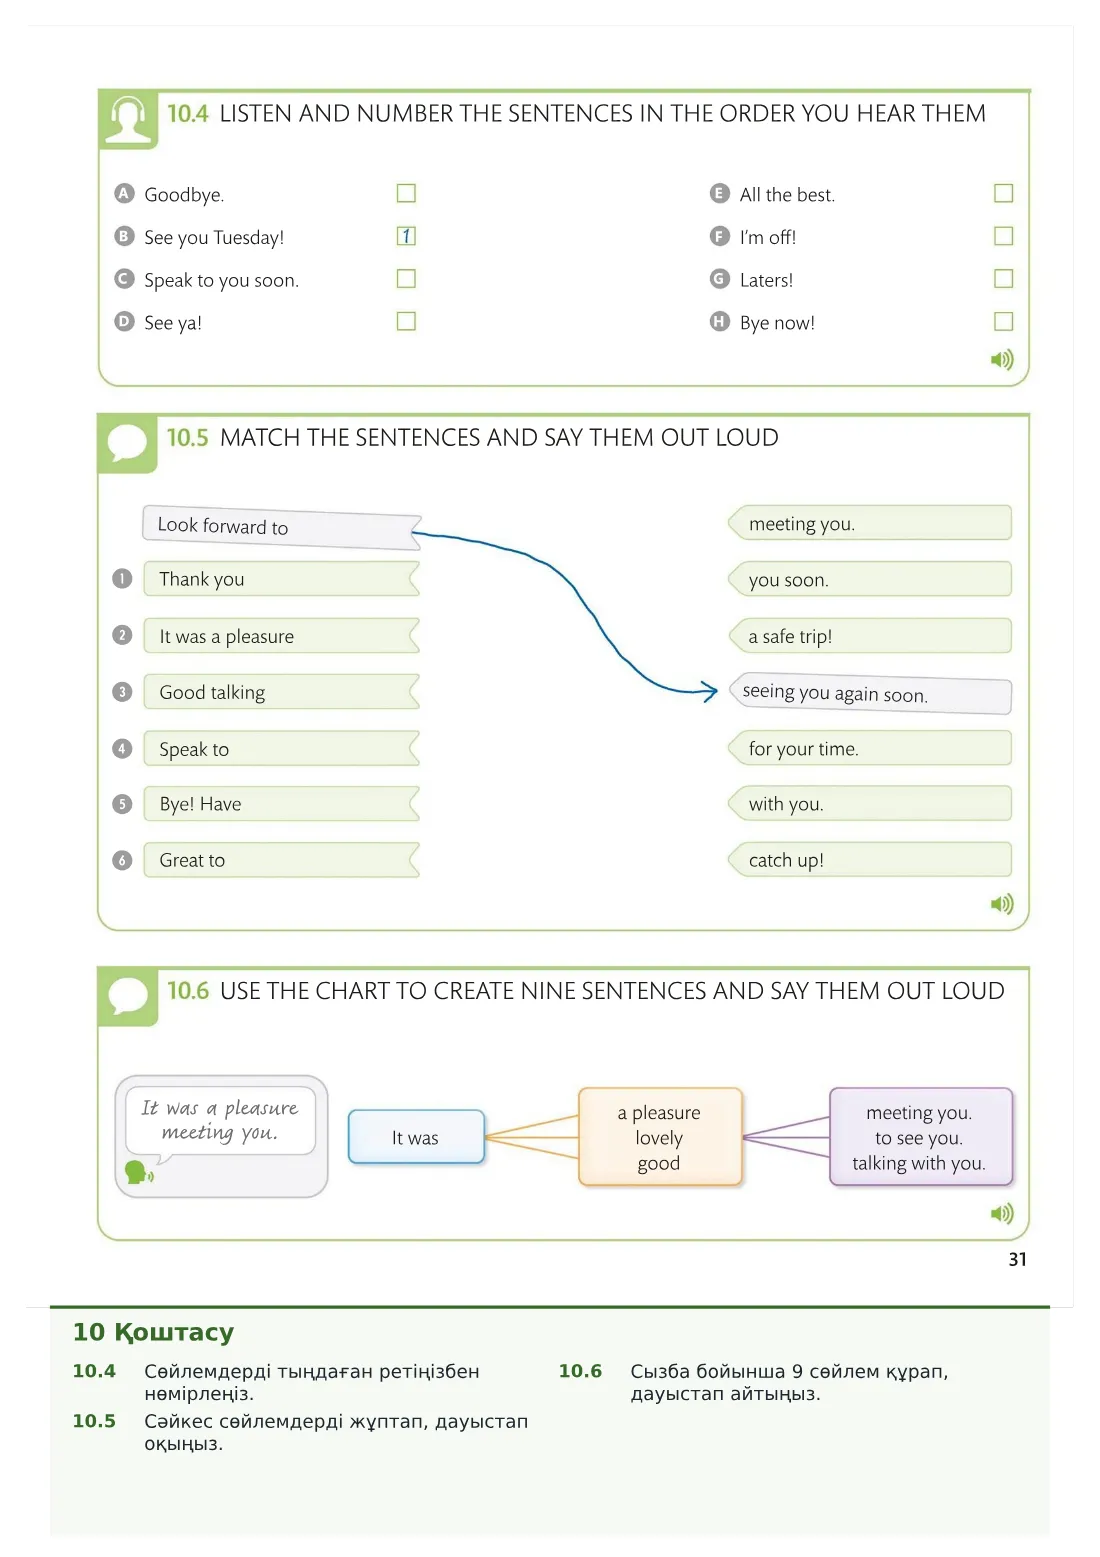 10.4 LISTEN AND NUMBER THE SENTENCES IN THE ORDER YOU HEAR THEM
A Goodbye.
B See you Tuesday! 1
C Speak to you soon.
D See ya!
E All the best.
F I'm off!
G Laters!
H Bye now!
10.5 MATCH THE SENTENCES AND SAY THEM OUT LOUD
Look forward to
1 Thank you
2 It was a pleasure
3 Good talking
4 Speak to
5 Bye! Have
6 Great to
meeting you.
you soon.
a safe trip!
seeing you again soon.
for your time.
with you.
catch up!
10.6 USE THE CHART TO CREATE NINE SENTENCES AND SAY THEM OUT LOUD
It was a pleasure
meeting you.
It was
a pleasure
lovely
good
meeting you.
to see you.
talking with you.
31
10 Қоштасу
10.4 Сөйлемдерді тыңдаған ретіңізбен
нөмірлеңіз.
10.5 Сәйкес сөйлемдерді жұптап, дауыстап
оқыңыз.
10.6 Сызба бойынша 9 сөйлем құрап,
дауыстап айтыңыз.